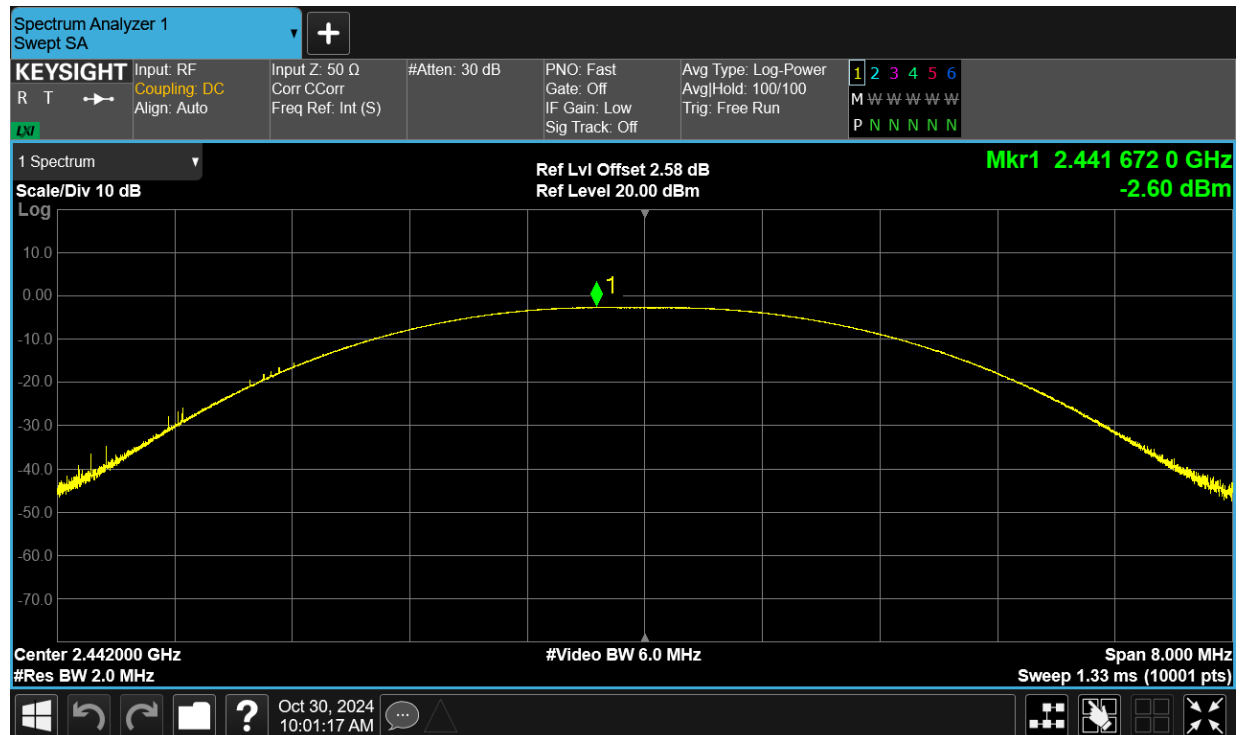 Spectrum Analyzer 1
Swept SA
KEYSIGHT
R T
LXI
Input: RF
Coupling: DC
Align: Auto
Input Z: 50 Ω
Corr CCorr
Freq Ref: Int (S)
#Atten: 30 dB
PNO: Fast
Gate: Off
IF Gain: Low
Sig Track: Off
Avg Type: Log-Power
Avg|Hold: 100/100
Trig: Free Run
1 2 3 4 5 6
M W W W W W
P N N N N N
1 Spectrum
Scale/Div 10 dB
Log
Ref Lvl Offset 2.58 dB
Ref Level 20.00 dBm
Mkr1 2.441 672 0 GHz
-2.60 dBm
1
10.0
0.00
-10.0
-20.0
-30.0
-40.0
-50.0
-60.0
-70.0
Center 2.442000 GHz
#Res BW 2.0 MHz
#Video BW 6.0 MHz
Span 8.000 MHz
Sweep 1.33 ms (10001 pts)
?
Oct 30, 2024
10:01:17 AM